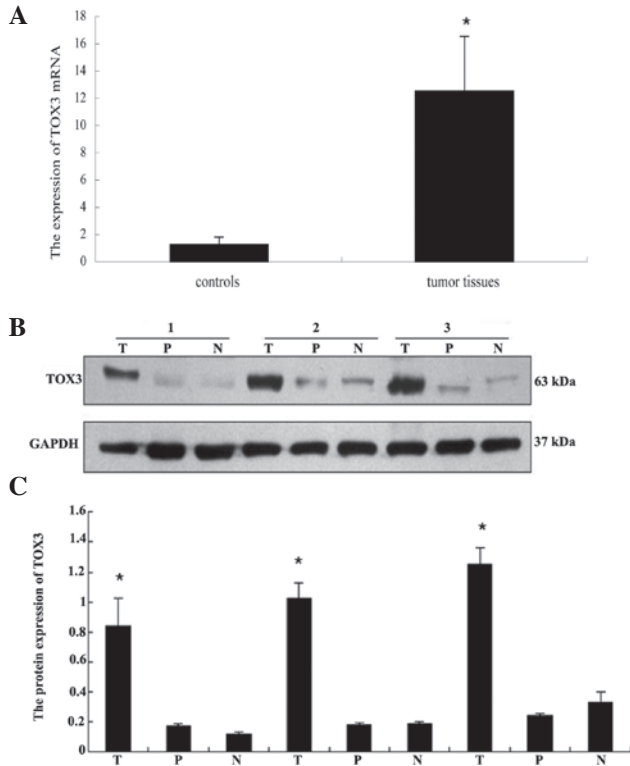 A
The expression of TOX3 mRNA
18
16
14
12
10
8
6
4
2
0
*
controls
tumor tissues
B
1 2 3
T P N T P N T P N
TOX3
63 kDa
GAPDH
37 kDa
C
The protein expression of TOX3
1.6
1.4
1.2
1
0.8
0.6
0.4
0.2
0
* * *
T P N T P N T P N